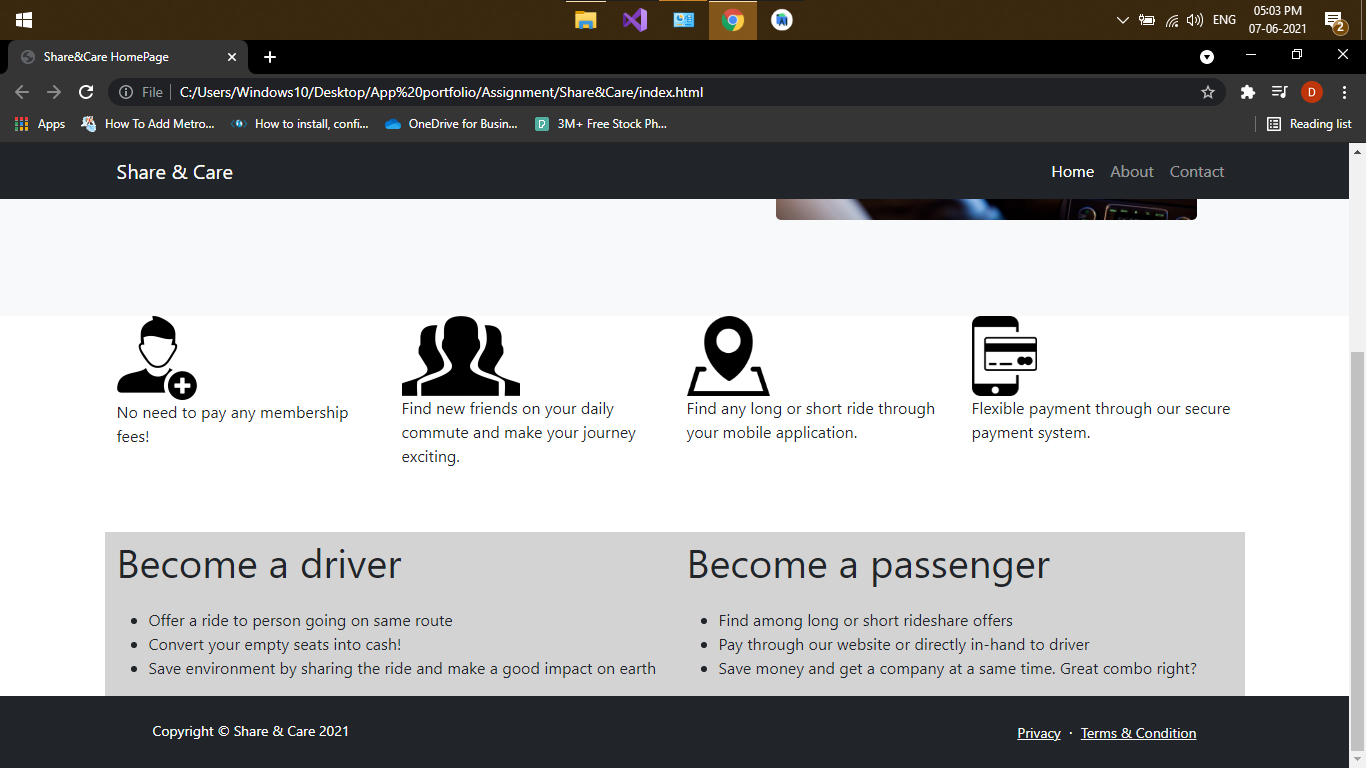 05:03 PM
ENG
07-06-2021
2
Share&Care HomePage
File
C:/Users/Windows10/Desktop/App%20portfolio/Assignment/Share&Care/index.html
D
Apps
How To Add Metro...
How to install, confi...
OneDrive for Busin...
3M+ Free Stock Ph...
Reading list
Share & Care
Home
About
Contact
No need to pay any membership
fees!
Find new friends on your daily
commute and make your journey
exciting.
Find any long or short ride through
your mobile application.
Flexible payment through our secure
payment system.
Become a driver
Offer a ride to person going on same route
Convert your empty seats into cash!
Save environment by sharing the ride and make a good impact on earth
Become a passenger
Find among long or short rideshare offers
Pay through our website or directly in-hand to driver
Save money and get a company at a same time. Great combo right?
Copyright © Share & Care 2021
Privacy · Terms & Condition